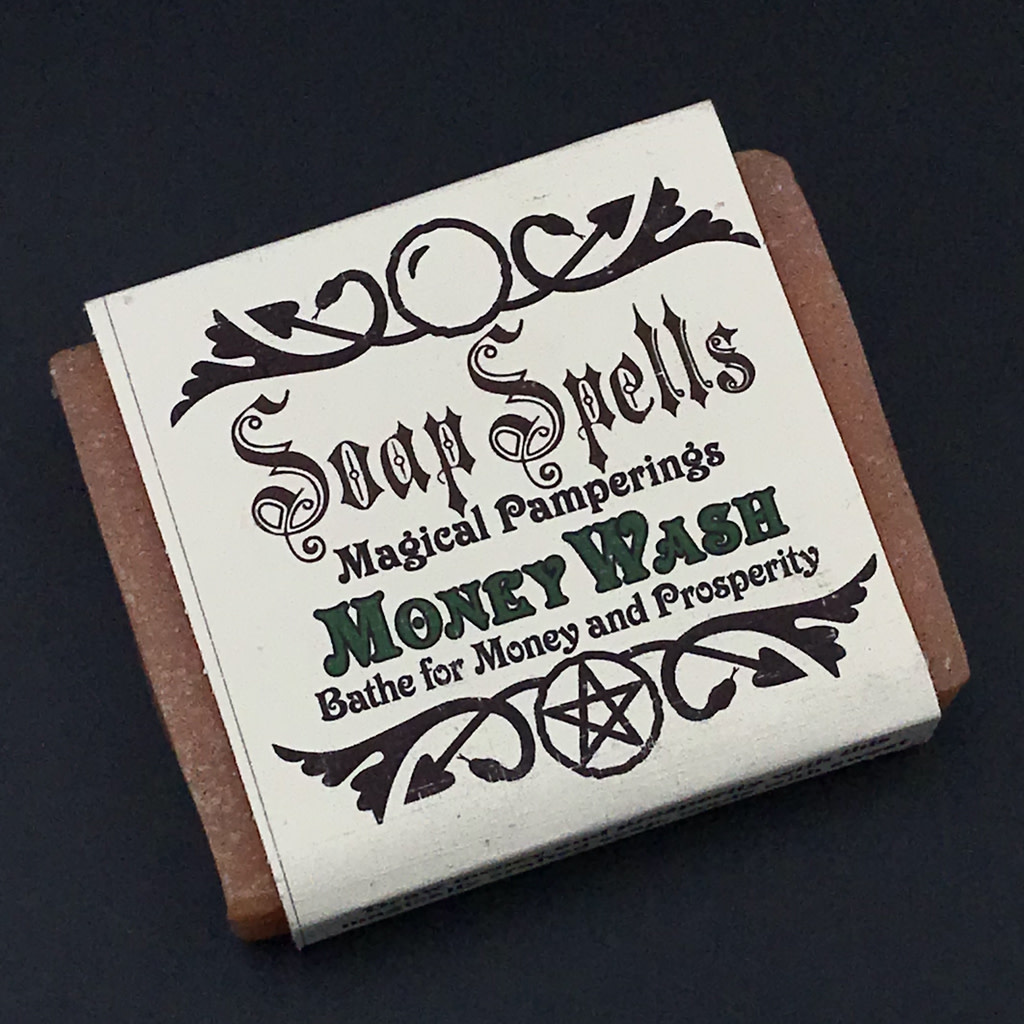 Soap Spells
Magical Pamperings
Money Wash
Bathe for Money and Prosperity